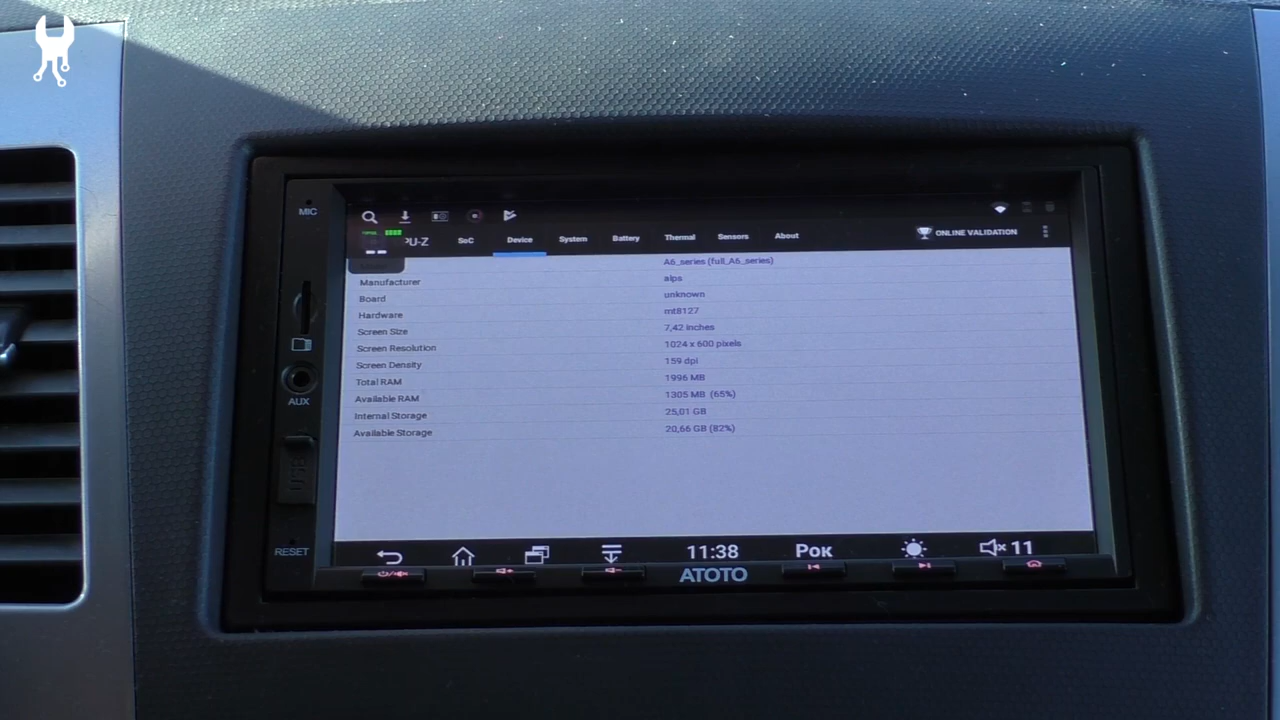 MIC
PU-Z SoC Device System Battery Thermal Sensors About ONLINE VALIDATION
A6_series (full_A6_series)
Manufacturer alps
Board unknown
Hardware mt8127
Screen Size 7,42 inches
Screen Resolution 1024 x 600 pixels
Screen Density 159 dpi
Total RAM 1996 MB
Available RAM 1305 MB (65%)
Internal Storage 25,01 GB
Available Storage 20,66 GB (82%)
AUX
USB
RESET
11:38 Рок 11
ATOTO